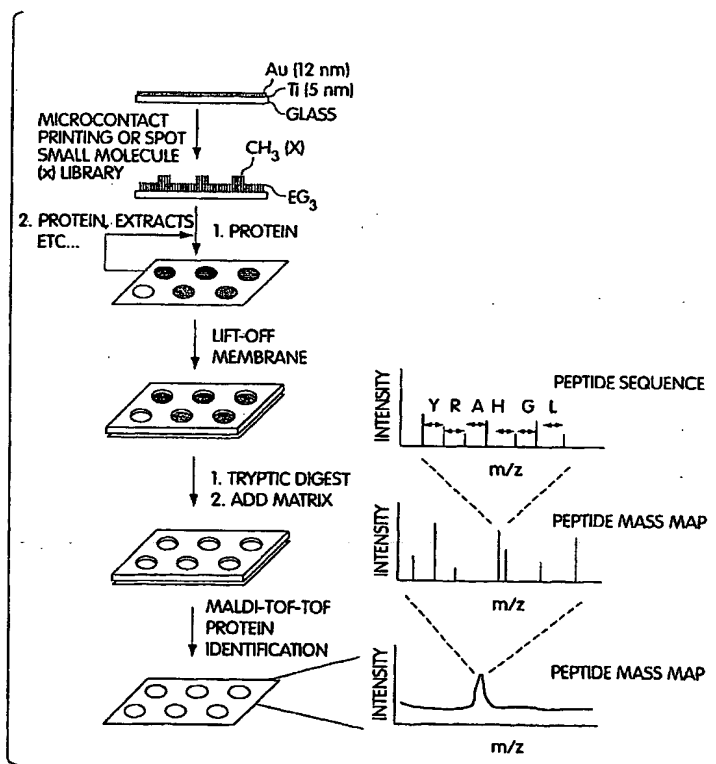 Au (12 nm)
Ti (5 nm)
GLASS
MICROCONTACT
PRINTING OR SPOT
SMALL MOLECULE
(x) LIBRARY
CH3 (X)
EG3
2. PROTEIN, EXTRACTS
ETC...
1. PROTEIN
LIFT-OFF
MEMBRANE
1. TRYPTIC DIGEST
2. ADD MATRIX
MALDI-TOF-TOF
PROTEIN
IDENTIFICATION
PEPTIDE SEQUENCE
INTENSITY
Y R A H G L
m/z
PEPTIDE MASS MAP
INTENSITY
m/z
PEPTIDE MASS MAP
INTENSITY
m/z